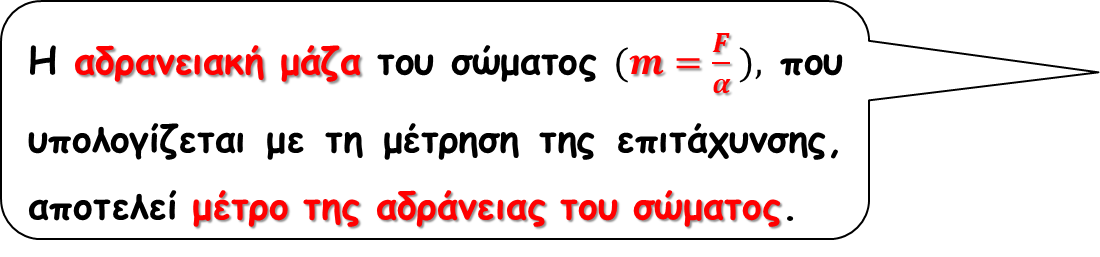 Η αδρανειακή μάζα του σώματος (m = F/α), που
υπολογίζεται με τη μέτρηση της επιτάχυνσης,
αποτελεί μέτρο της αδράνειας του σώματος.